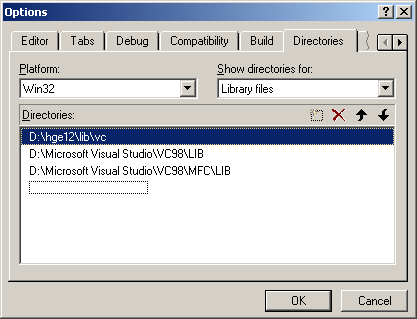 Options
Editor
Tabs
Debug
Compatibility
Build
Directories
Platform:
Show directories for:
Win32
Library files
Directories:
D:\hge12\lib\vc
D:\Microsoft Visual Studio\VC98\LIB
D:\Microsoft Visual Studio\VC98\MFC\LIB
OK
Cancel